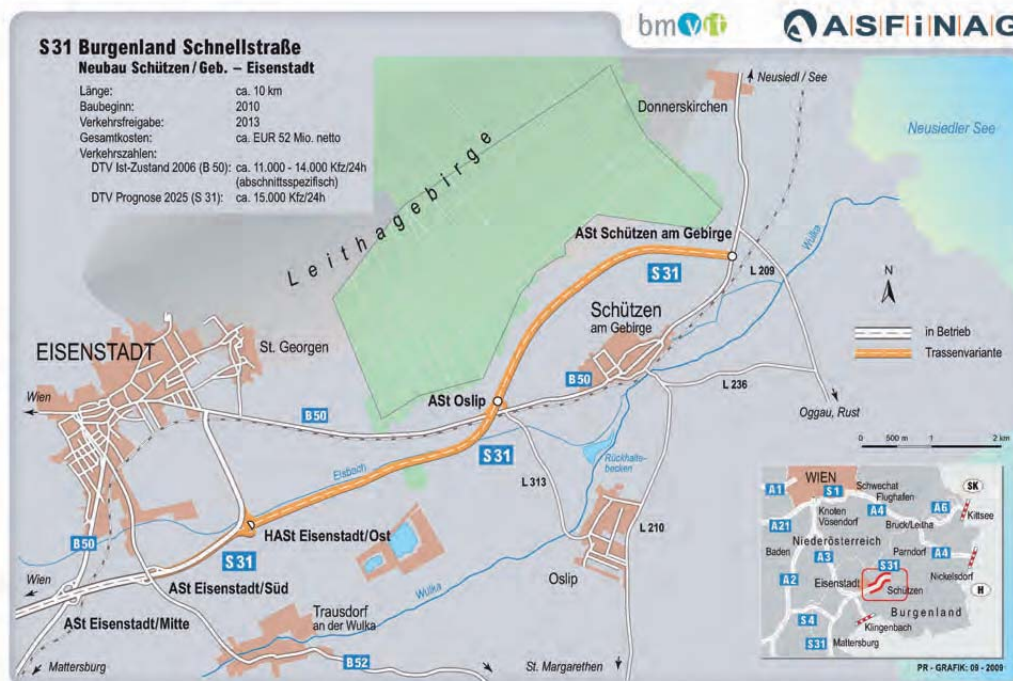 S31 Burgenland Schnellstraße
Neubau Schützen/Geb. – Eisenstadt
Länge: ca. 10 km
Baubeginn: 2010
Verkehrsfreigabe: 2013
Gesamtkosten: ca. EUR 52 Mio. netto
Verkehrszahlen:
DTV Ist-Zustand 2006 (B 50): ca. 11.000 - 14.000 Kfz/24h
(abschnittsspezifisch)
DTV Prognose 2025 (S 31): ca. 15.000 Kfz/24h
bmvit
ASFiNAG
Neusiedl / See
Donnerskirchen
Neusiedler See
Leithagebirge
ASt Schützen am Gebirge
Wulka
S31
L 209
N
Schützen
am Gebirge
in Betrieb
Trassenvariante
EISENSTADT
St. Georgen
B50
L 236
Wien
ASt Oslip
Oggau, Rust
B50
S31
0 500 m 1 2 km
Eisbach
Rückhalte-
becken
L 313
L 210
HASt Eisenstadt/Ost
B50
S31
Wien
ASt Eisenstadt/Süd
Oslip
Wulka
ASt Eisenstadt/Mitte
Trausdorf
an der Wulka
B52
Mattersburg
St. Margarethen
WIEN
A1
S1
Schwechat
Flughafen
SK
A4
A6
Kittsee
A21
Knoten
Vösendorf
Bruck/Leitha
Niederösterreich
Baden
A3
Parndorf
A4
S31
Nickelsdorf
A2
Eisenstadt
Schützen
H
Burgenland
S4
Klingenbach
S31
Mattersburg
PR - GRAFIK: 09 - 2009